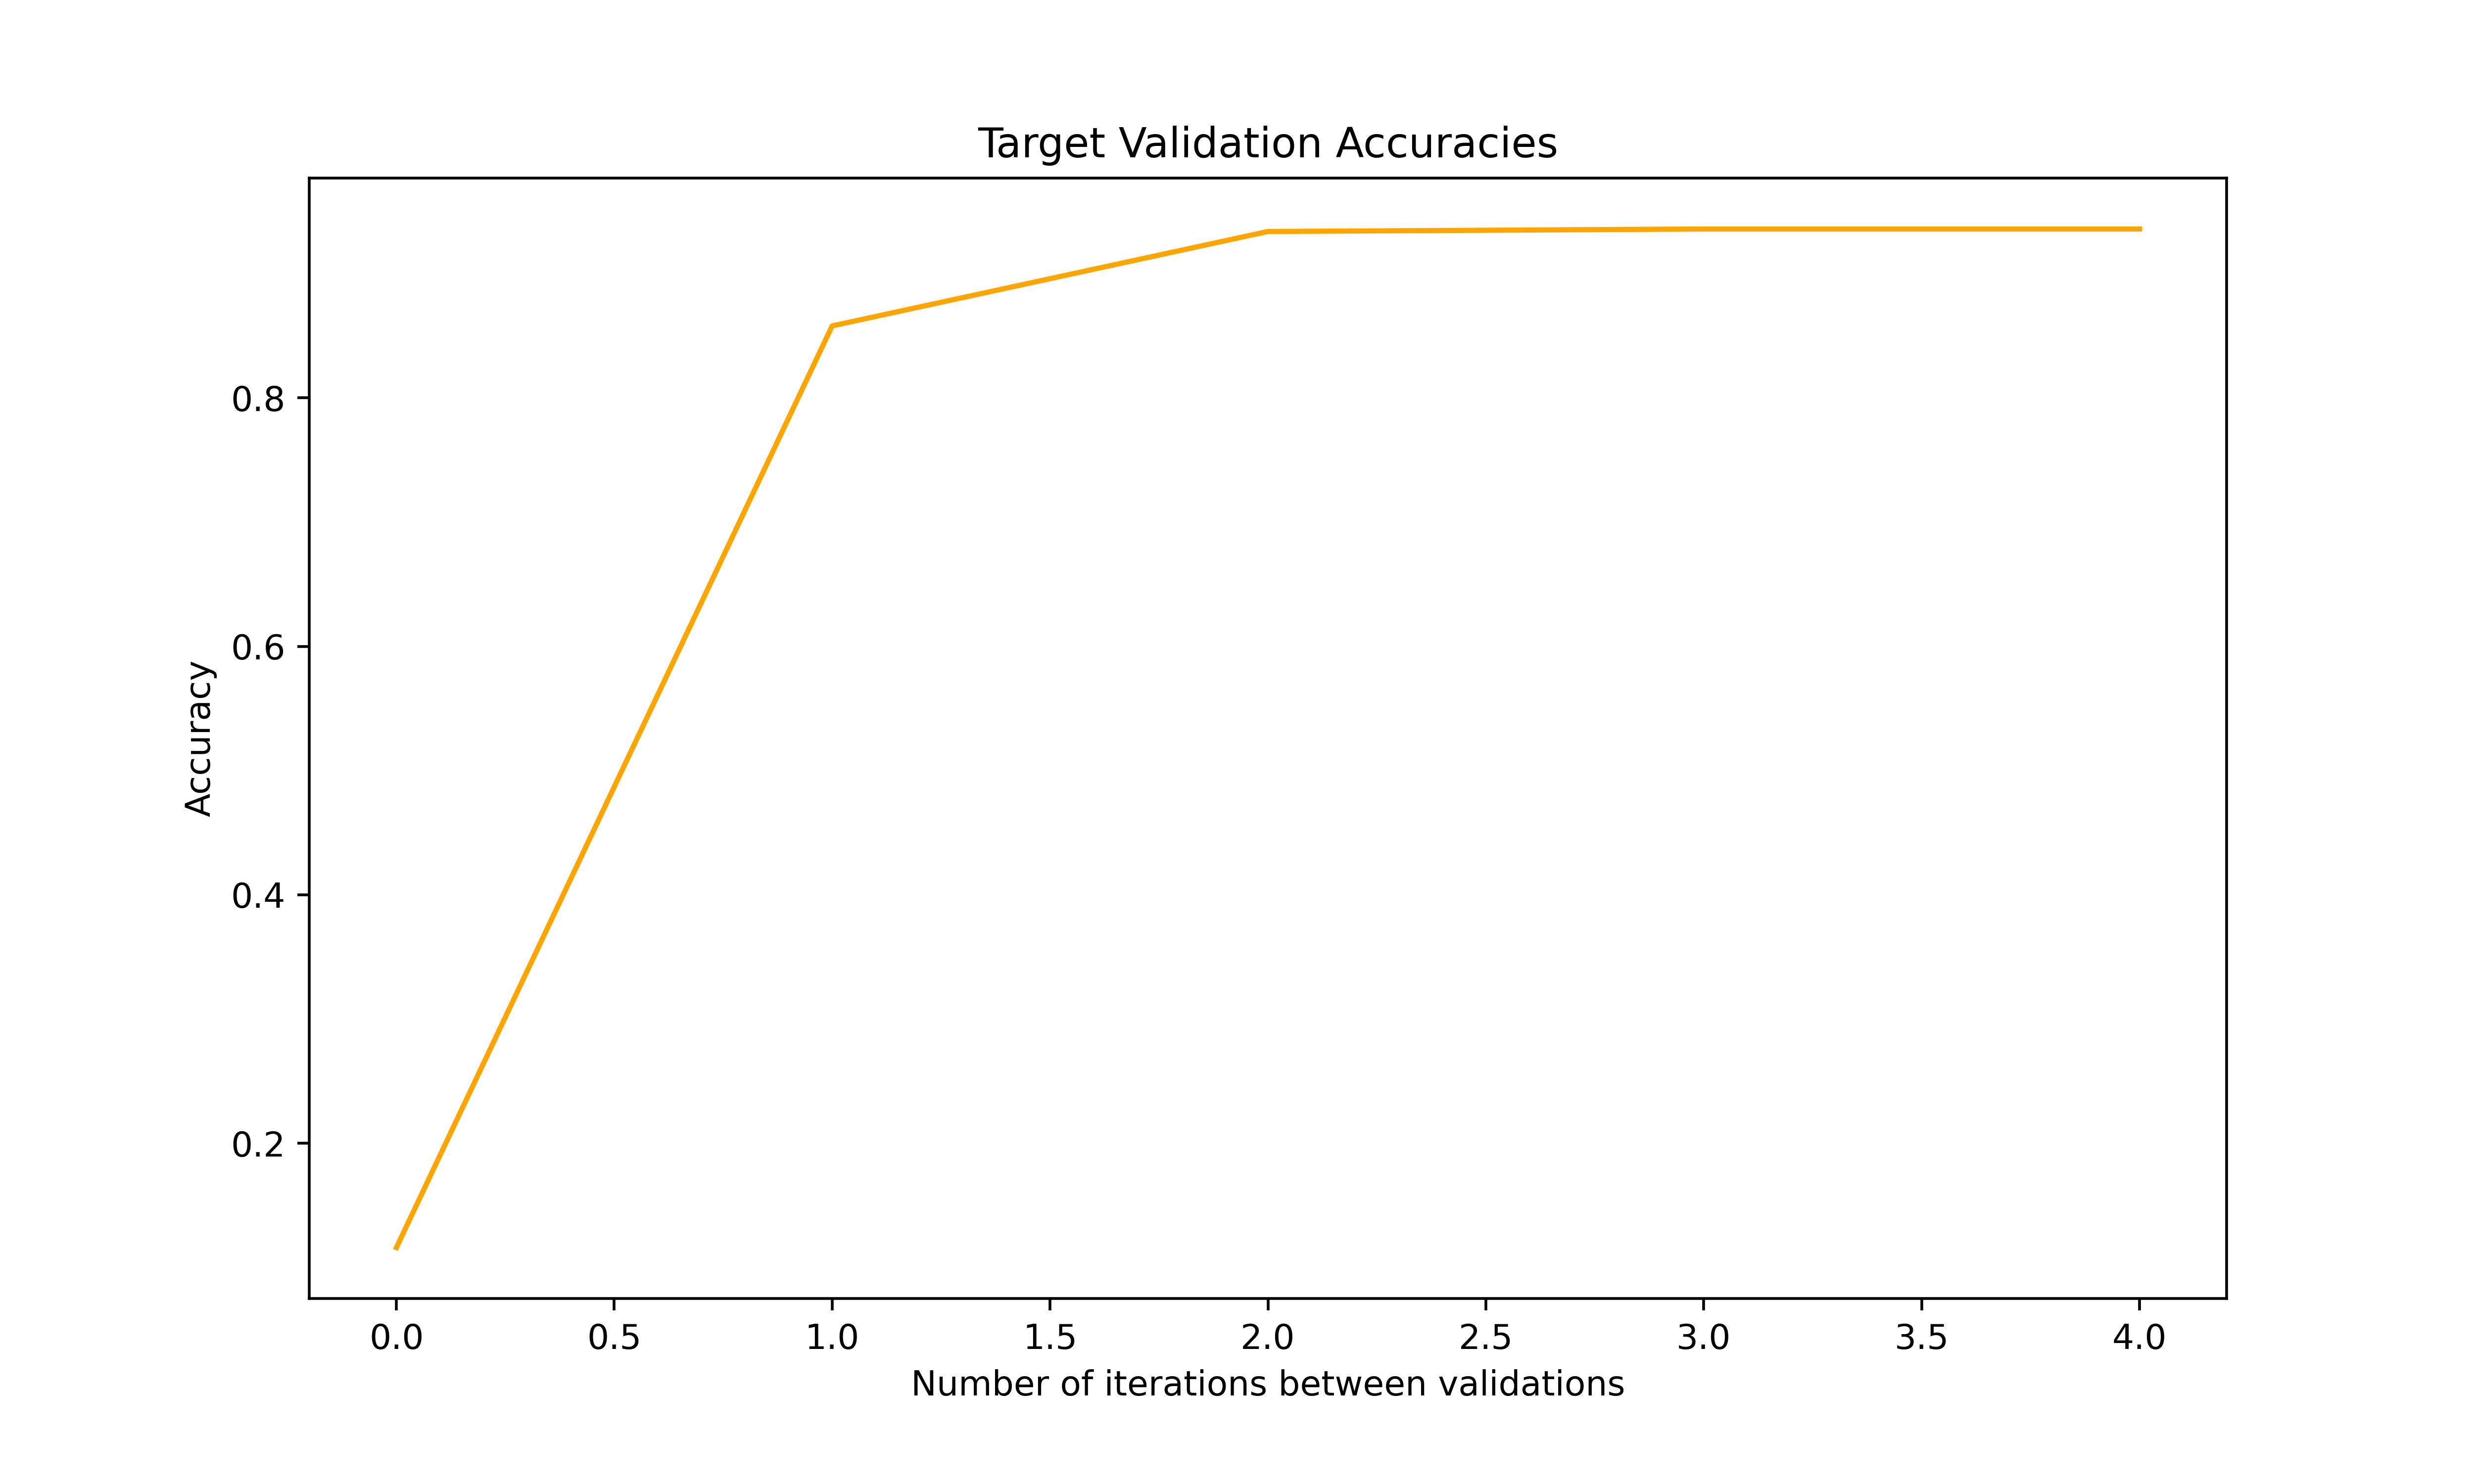 Target Validation Accuracies
Accuracy
0.8
0.6
0.4
0.2
0.0 0.5 1.0 1.5 2.0 2.5 3.0 3.5 4.0
Number of iterations between validations